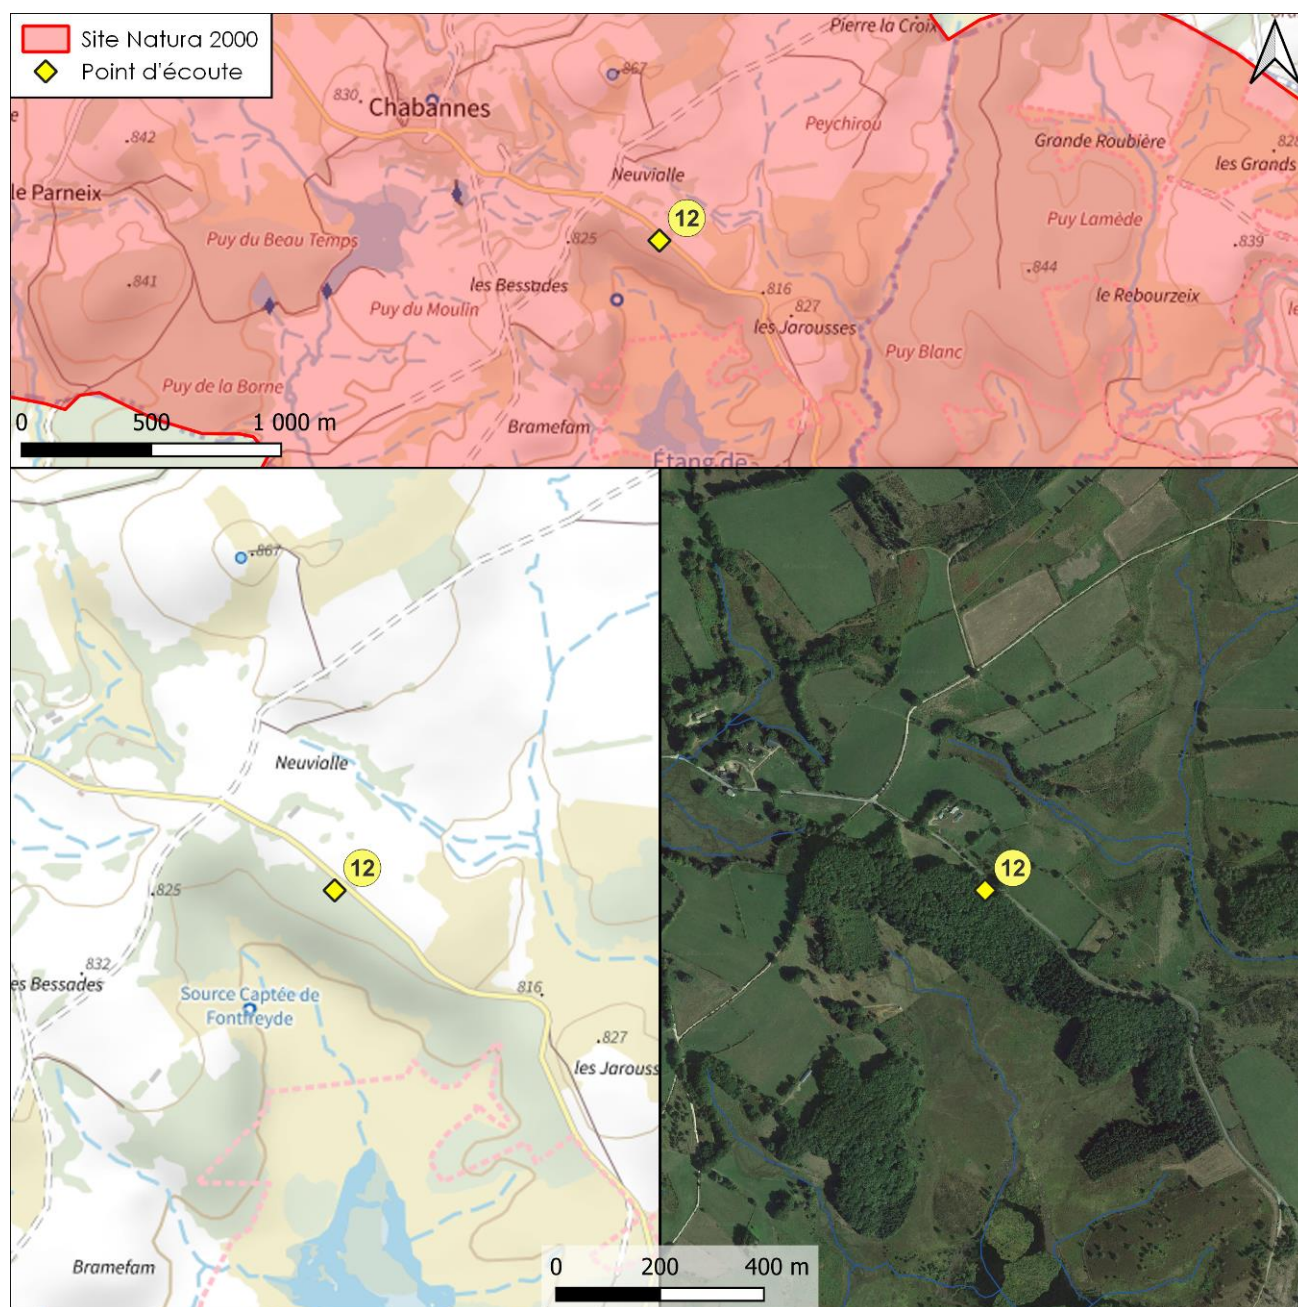 Site Natura 2000
Point d'écoute
Pierre la Croix
867
830
Chabannes
842
Peychirou
Grande Roubière
828
les Grands
Neuvialle
le Parneix
12
Puy Lamède
Puy du Beau Temps
825
839
844
841
les Bessades
816
le Rebourzeix
Puy du Moulin
827
les Jarousses
Puy Blanc
Puy de la Borne
0 500 1 000 m
Bramefam
Étang de
867
Neuvialle
12
12
825
832
es Bessades
816
Source Captée de
Fontfreyde
827
les Jarouss
0 200 400 m
Bramefam